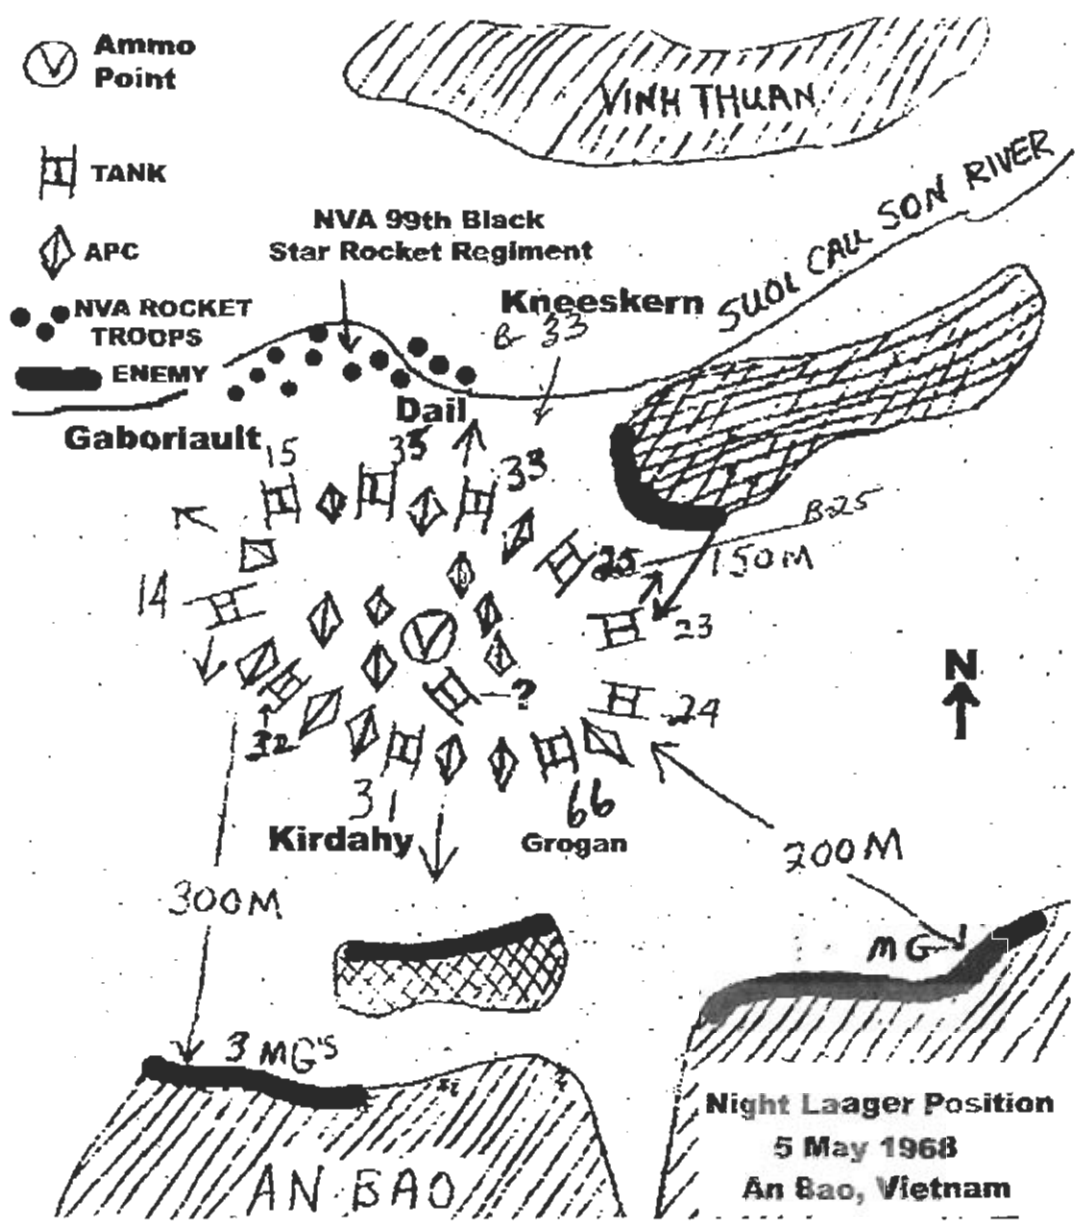 Ammo
Point
TANK
APC
NVA ROCKET
TROOPS
ENEMY
VINH THUAN
SUOL CALL SON RIVER
NVA 99th Black
Star Rocket Regiment
Kneeskern
B-33
Dail
Gaboriault
15
35
33
B-25
25
150M
14
23
N
?
24
32
31
66
Kirdahy
Grogan
200M
300M
MG
3 MG'S
AN BAO
Night Laager Position
5 May 1968
An Bao, Vietnam